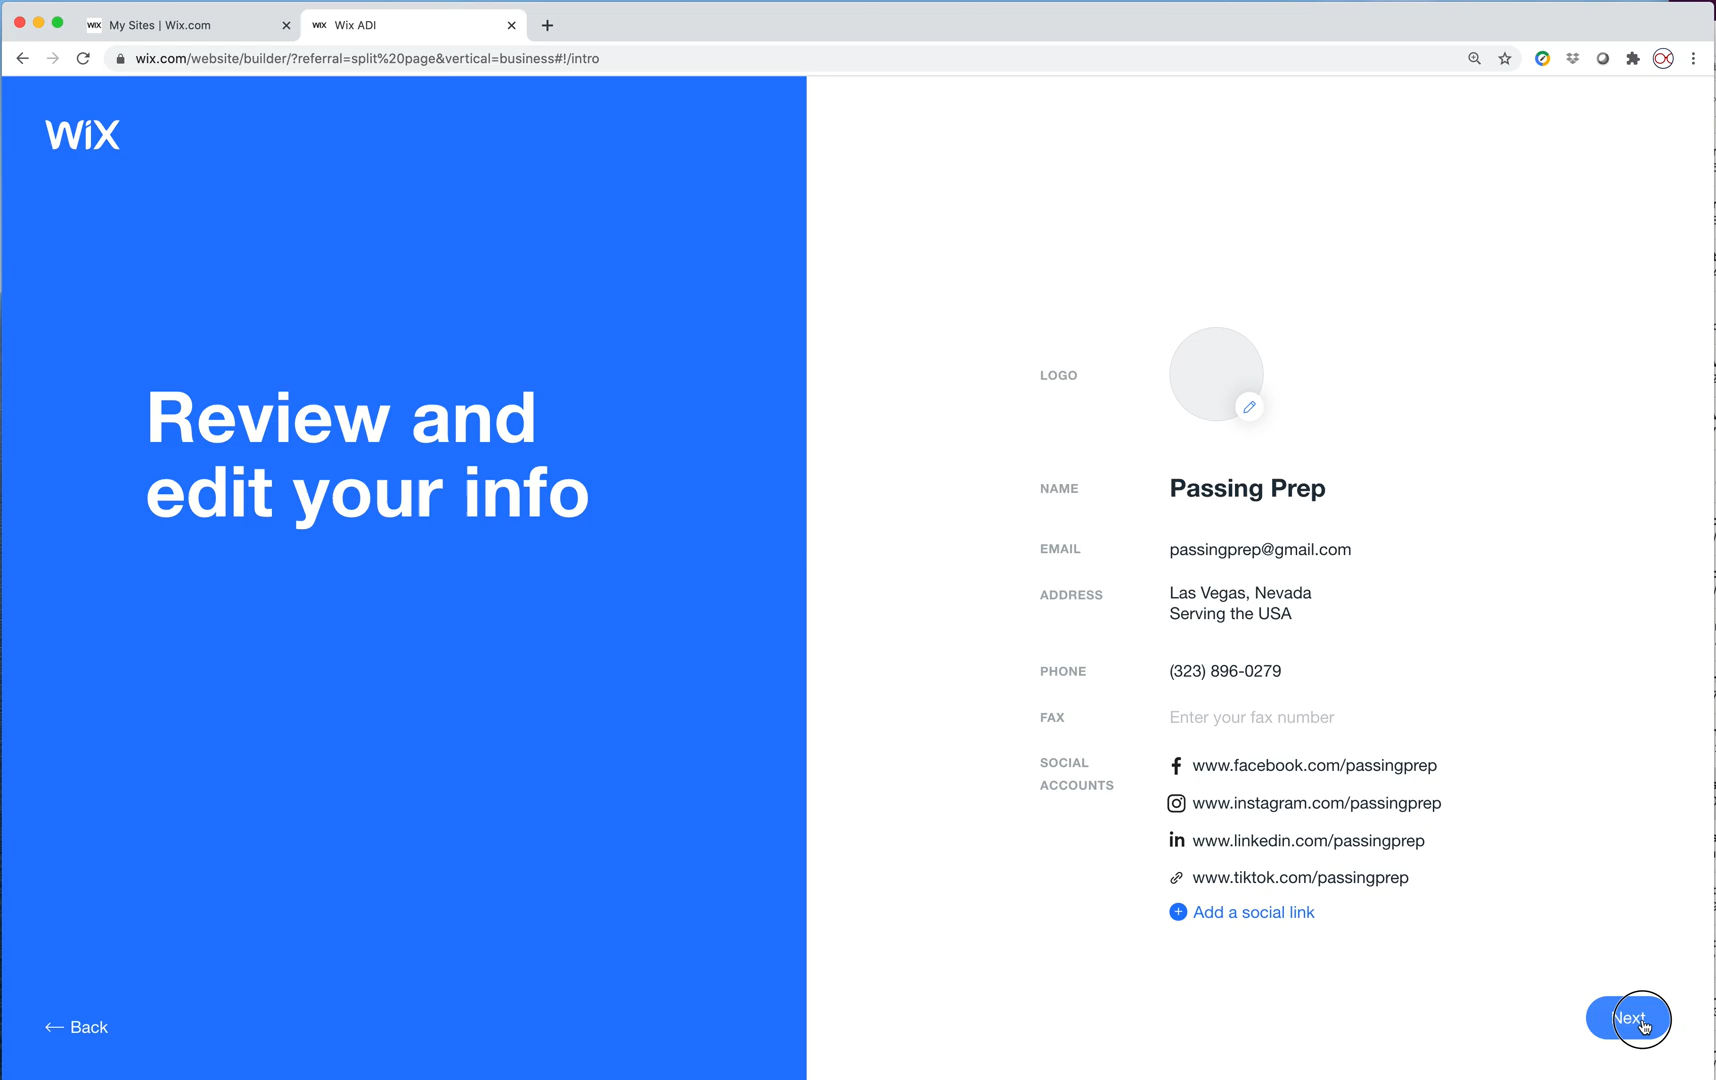 WiX My Sites | Wix.com
WiX Wix ADI
wix.com/website/builder/?referral=split%20page&vertical=business#!/intro
WiX
Review and
edit your info
LOGO
NAME Passing Prep
EMAIL passingprep@gmail.com
ADDRESS Las Vegas, Nevada
Serving the USA
PHONE (323) 896-0279
FAX Enter your fax number
SOCIAL
ACCOUNTS
www.facebook.com/passingprep
www.instagram.com/passingprep
in www.linkedin.com/passingprep
www.tiktok.com/passingprep
Add a social link
Back
Next